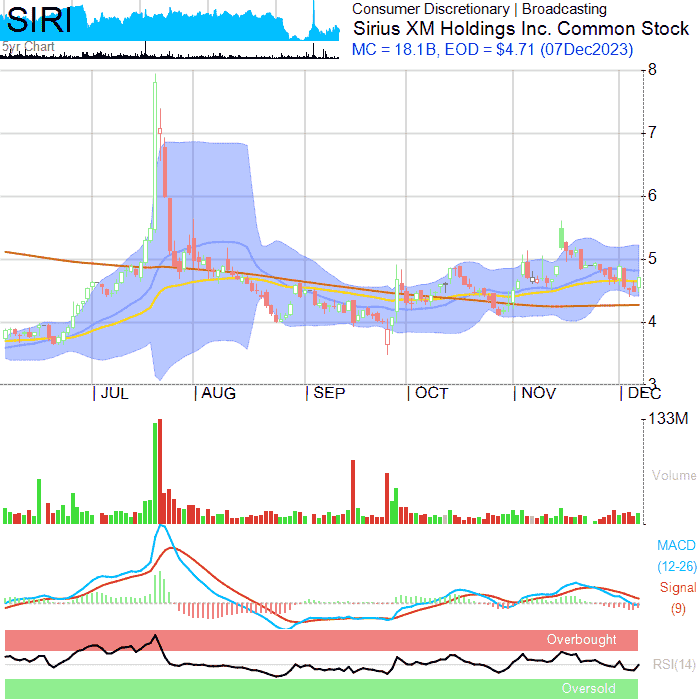 SIRI
Consumer Discretionary | Broadcasting
Sirius XM Holdings Inc. Common Stock
5yr Chart
MC = 18.1B, EOD = $4.71 (07Dec2023)
8
7
6
5
4
3
| JUL | AUG | SEP | OCT | NOV | DEC
133M
Volume
MACD
(12-26)
Signal
(9)
Overbought
RSI(14)
Oversold